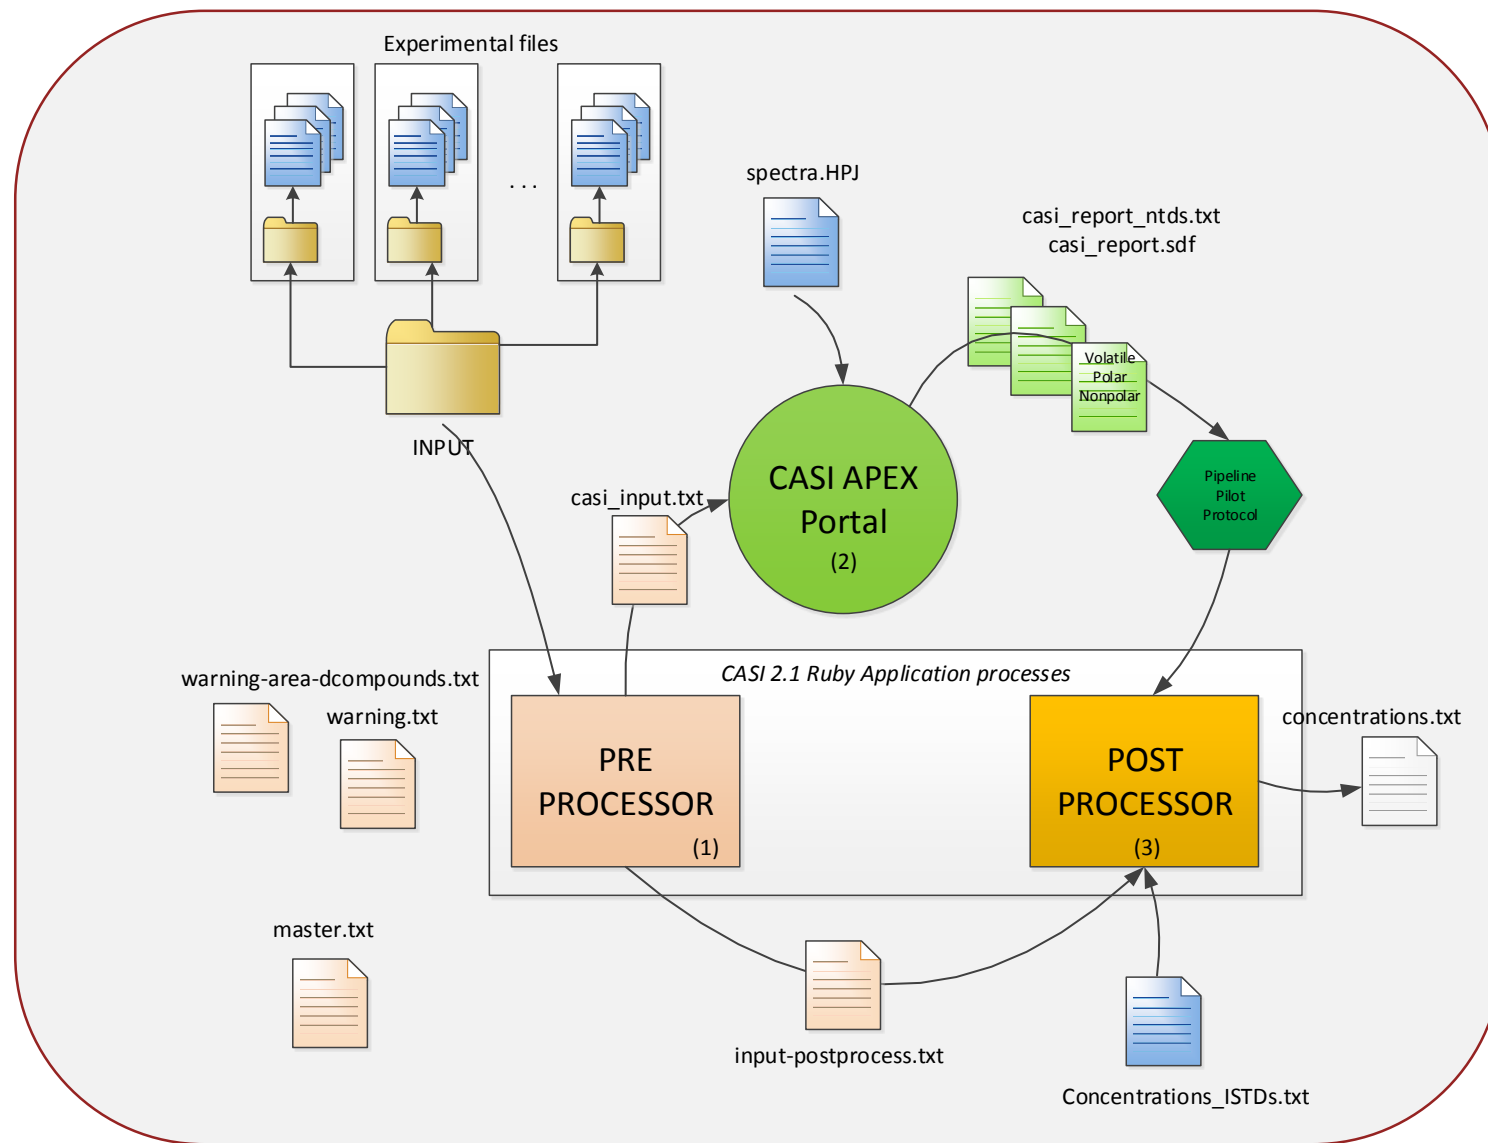 Experimental files
. . .
INPUT
spectra.HPJ
casi_report_ntds.txt
casi_report.sdf
Volatile
Polar
Nonpolar
casi_input.txt
CASI APEX
Portal
(2)
Pipeline
Pilot
Protocol
CASI 2.1 Ruby Application processes
warning-area-dcompounds.txt
warning.txt
PRE
PROCESSOR
(1)
POST
PROCESSOR
(3)
concentrations.txt
master.txt
input-postprocess.txt
Concentrations_ISTDs.txt